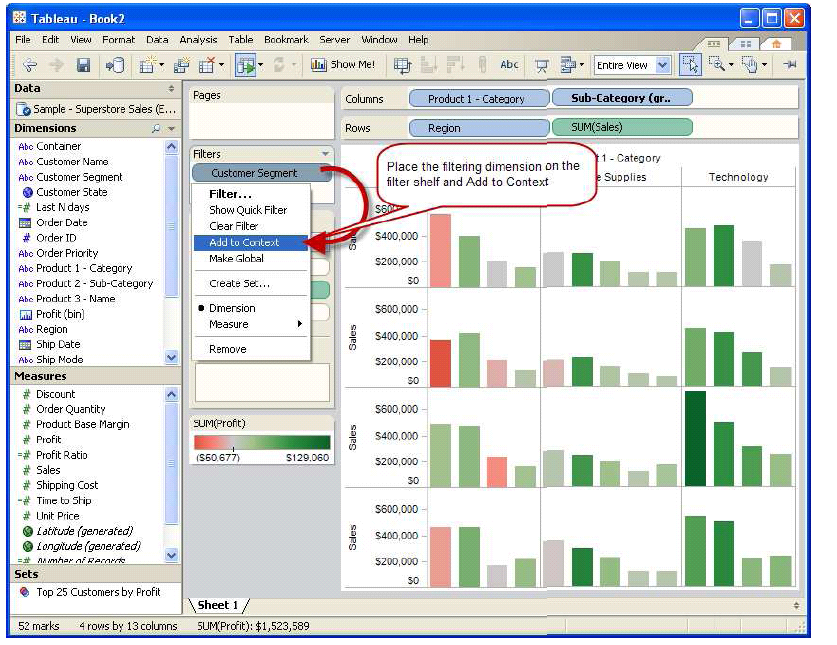 Tableau - Book2
File Edit View Format Data Analysis Table Bookmark Server Window Help
Show Me! Abc Entire View
Data
Sample - Superstore Sales (E...
Dimensions
Abc Container
Abc Customer Name
Abc Customer Segment
Customer State
=# Last N days
Order Date
# Order ID
Abc Order Priority
Abc Product 1 - Category
Abc Product 2 - Sub-Category
Abc Product 3 - Name
Profit (bin)
Abc Region
Ship Date
Abc Ship Mode
Measures
# Discount
# Order Quantity
# Product Base Margin
# Profit
=# Profit Ratio
# Sales
# Shipping Cost
=# Time to Ship
# Unit Price
Latitude (generated)
Longitude (generated)
=# Number of Records
Sets
Top 25 Customers by Profit
Pages
Filters
Customer Segment
Filter...
Show Quick Filter
Clear Filter
Add to Context
Make Global
Create Set...
Dimension
Measure
Remove
SUM(Profit)
($60,677) $129,060
Columns Product 1 - Category Sub-Category (gr..
Rows Region SUM(Sales)
Place the filtering dimension on the
filter shelf and Add to Context
t 1 - Category
e Supplies Technology
$60
$400,000
$200,000
$0
Sales
$600,000
$400,000
$200,000
$0
Sales
$600,000
$400,000
$200,000
$0
Sales
$600,000
$400,000
$200,000
$0
Sales
Sheet 1
52 marks 4 rows by 13 columns SUM(Profit): $1,523,589